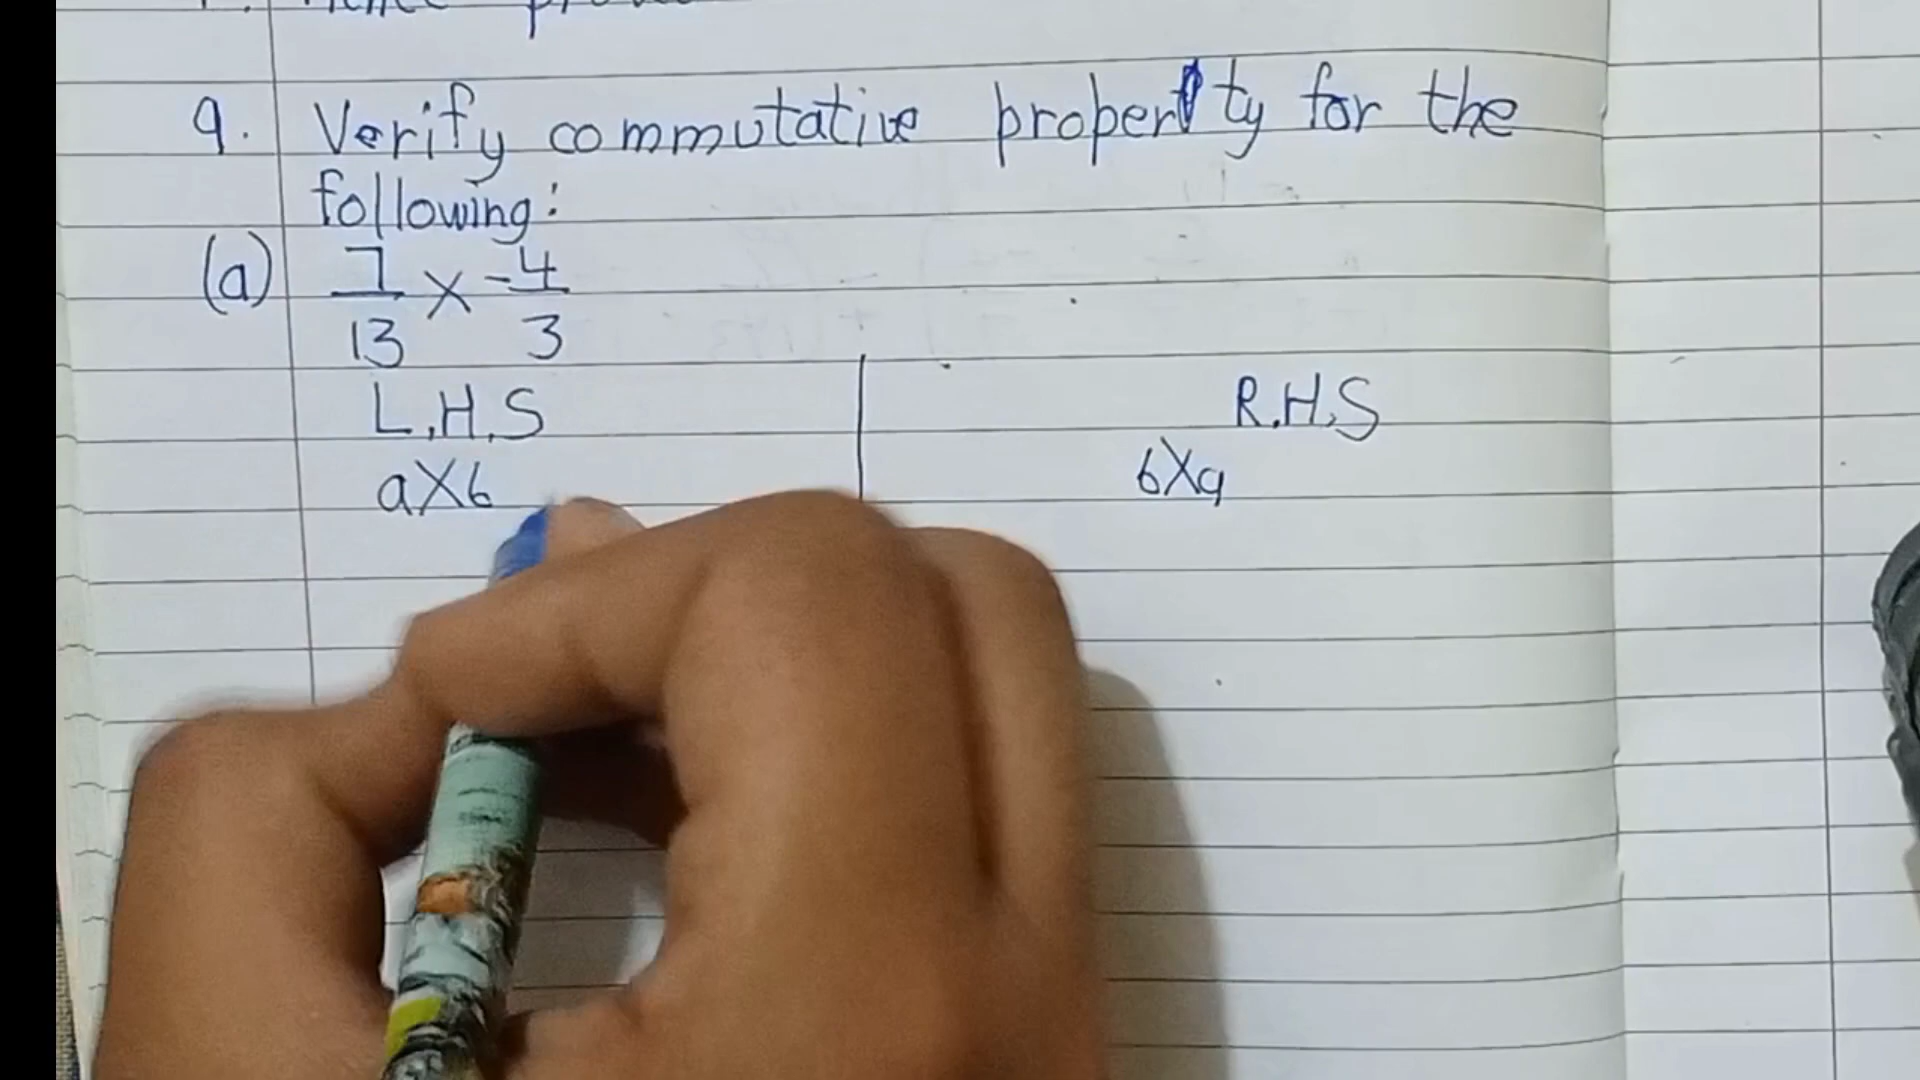 9. Verify commutative property for the
following:
(a) 7/13 × -4/3
L.H.S
R.H.S
a×b
b×a